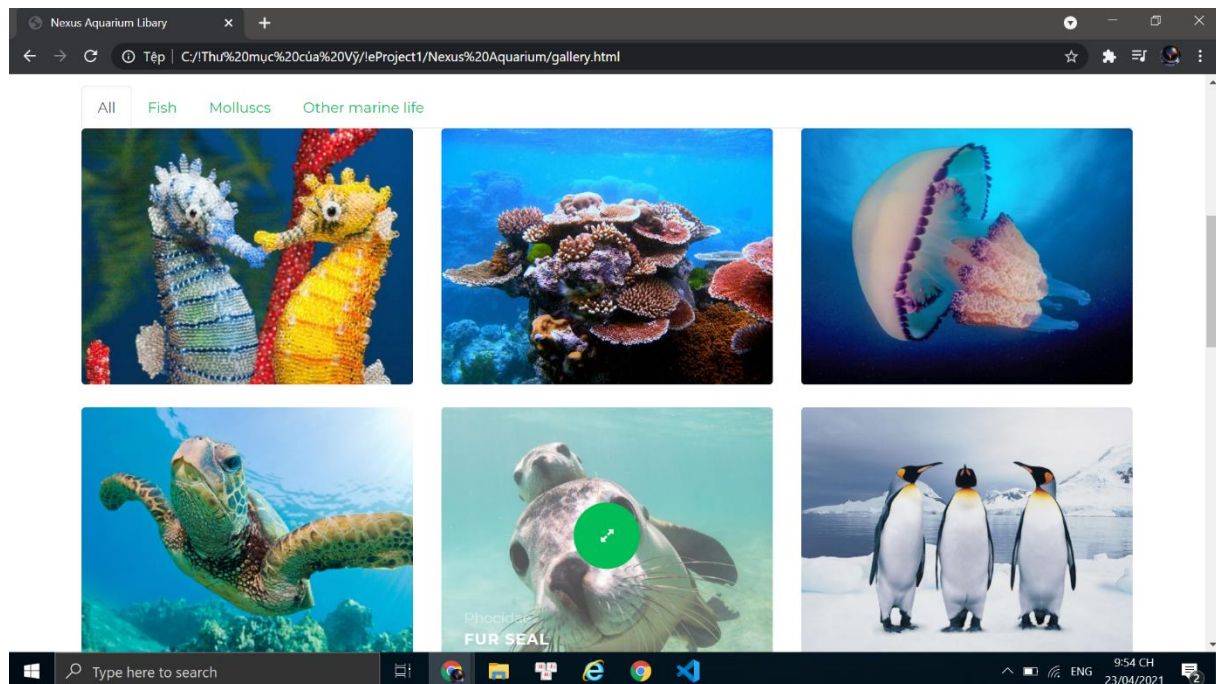 Nexus Aquarium Libary
Tệp | C:/!Thư%20mục%20của%20Vỹ/!eProject1/Nexus%20Aquarium/gallery.html
All Fish Molluscs Other marine life
Phocidae
FUR SEAL
Type here to search
ENG
9:54 CH
23/04/2021
2